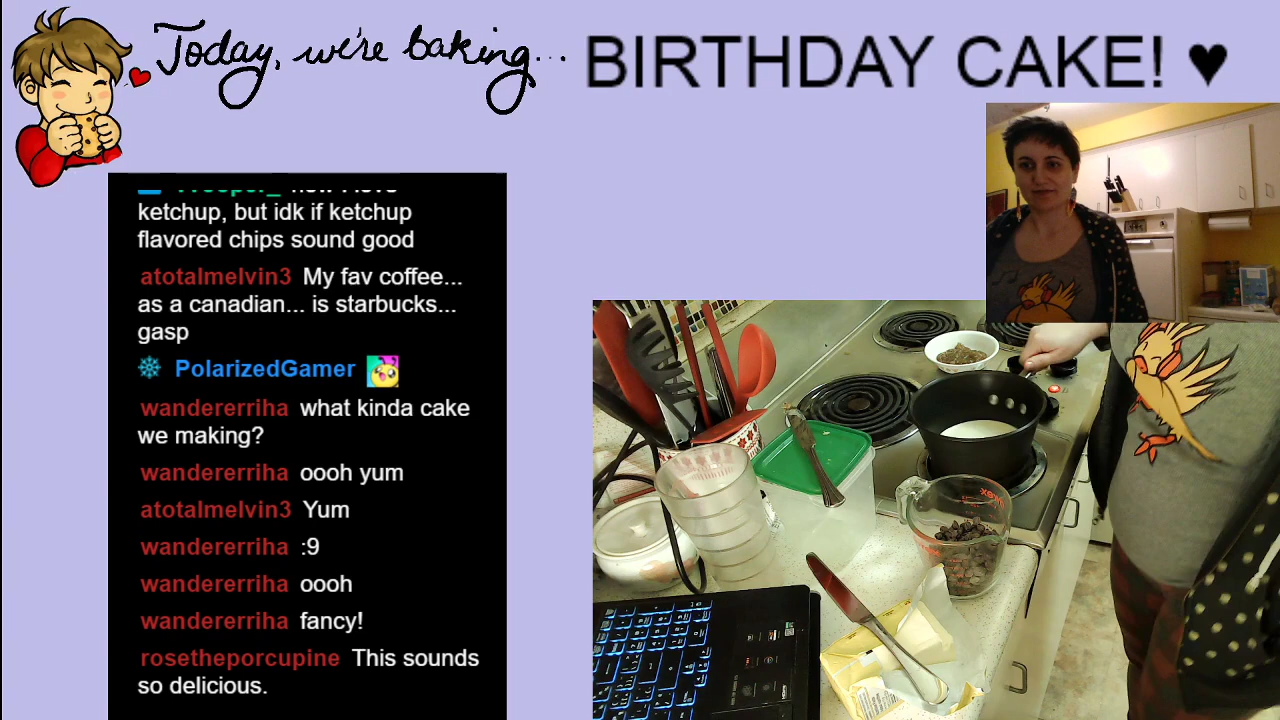 Today, we're baking... BIRTHDAY CAKE! ♥
ketchup, but idk if ketchup
flavored chips sound good
atotalmelvin3 My fav coffee...
as a canadian... is starbucks...
gasp
PolarizedGamer
wandererriha what kinda cake
we making?
wandererriha oooh yum
atotalmelvin3 Yum
wandererriha :9
wandererriha oooh
wandererriha fancy!
rosetheporcupine This sounds
so delicious.
PYREX